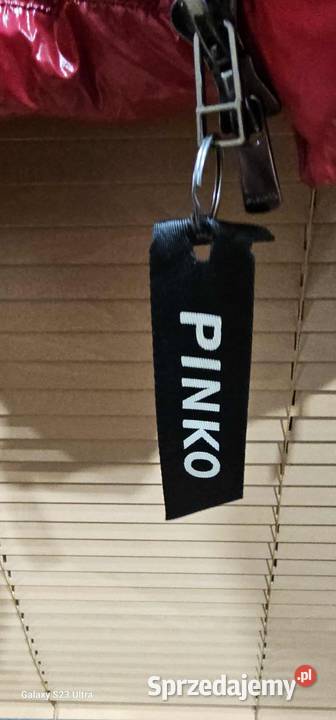 PINKO
Galaxy S23 Ultra
Sprzedajemy.pl